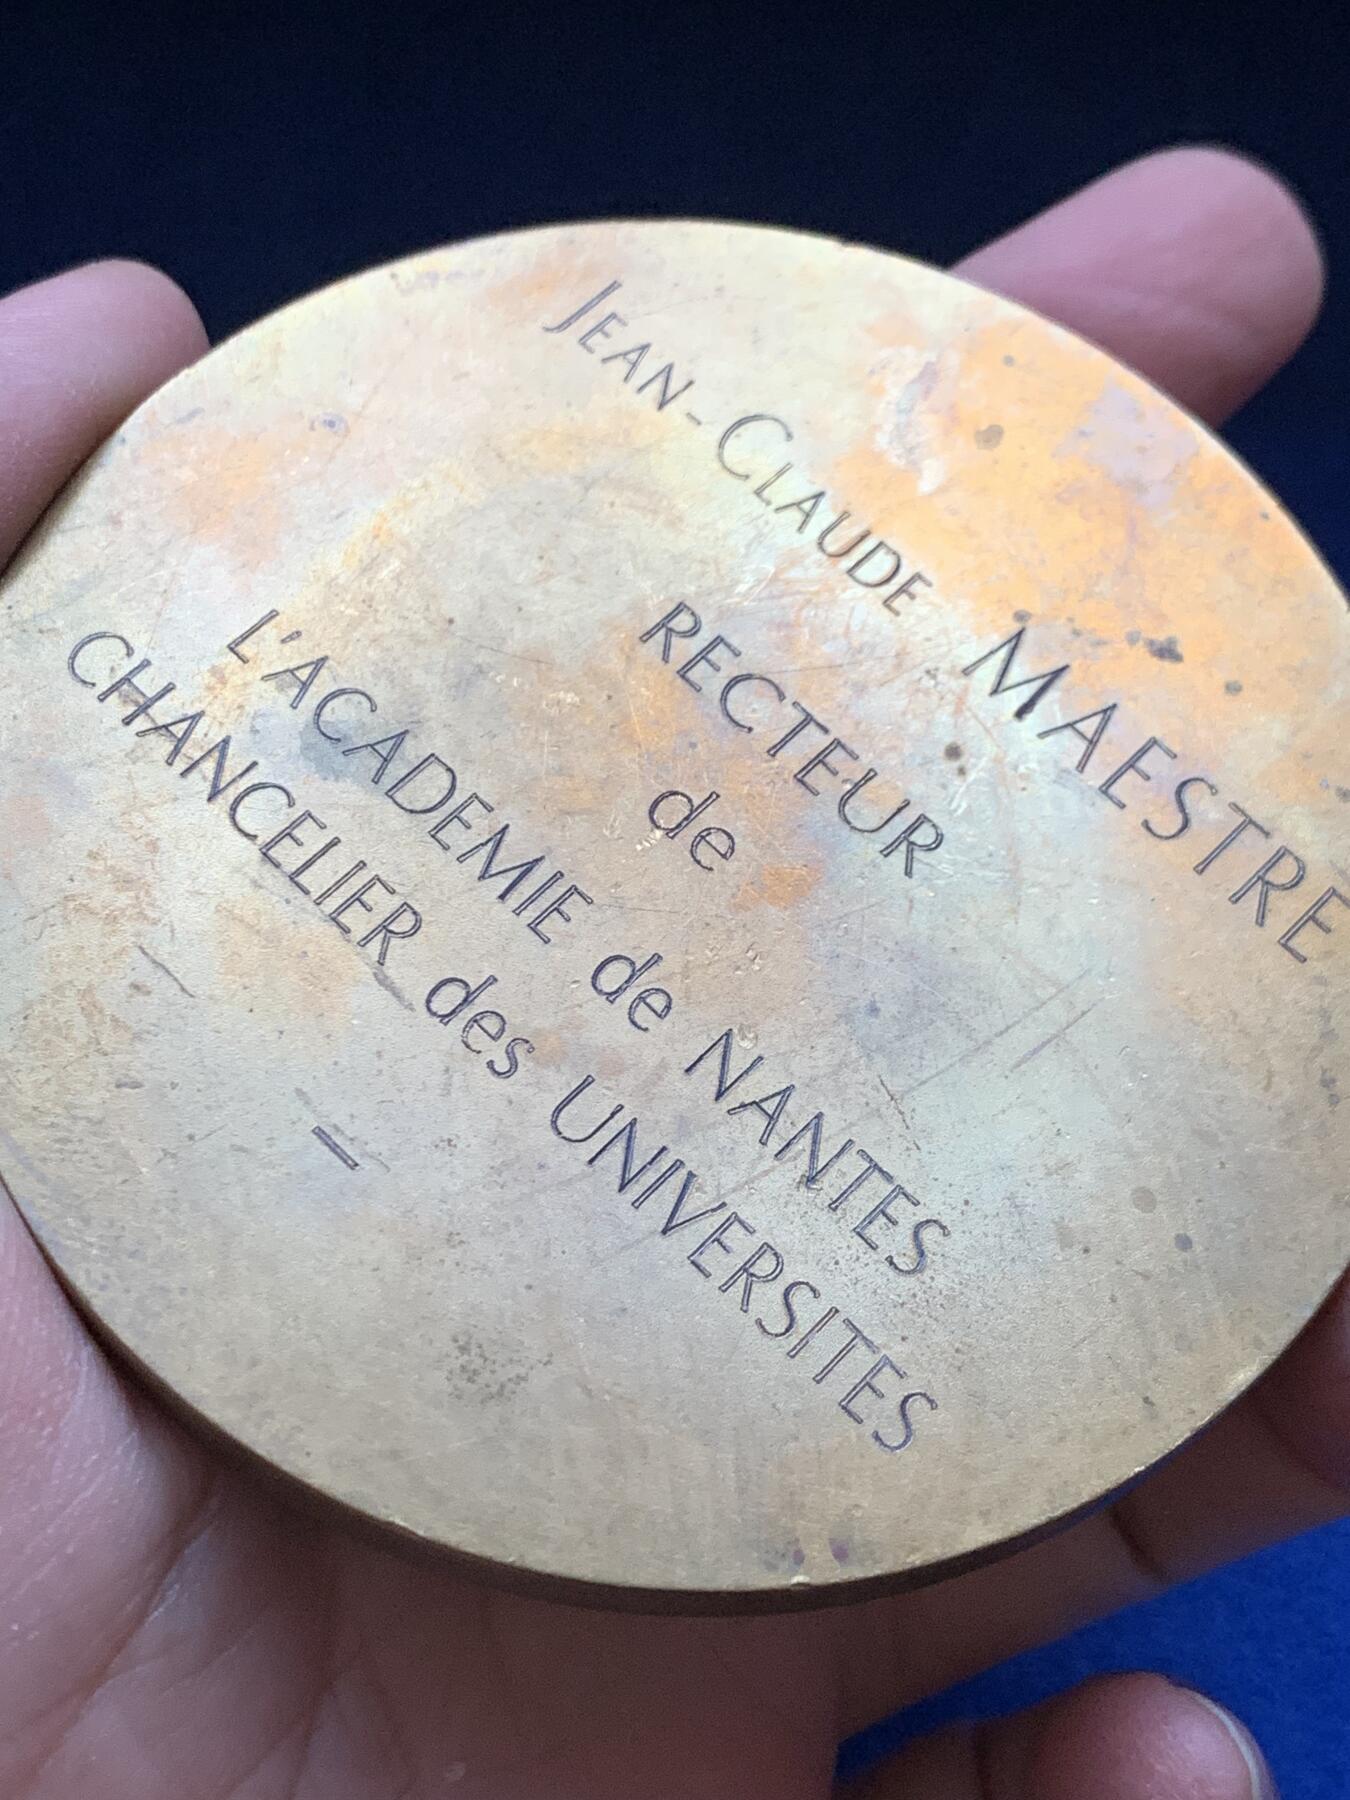 JEAN-CLAUDE MAESTRE
RECTEUR
de
L'ACADEMIE de NANTES
CHANCELIER des UNIVERSITES